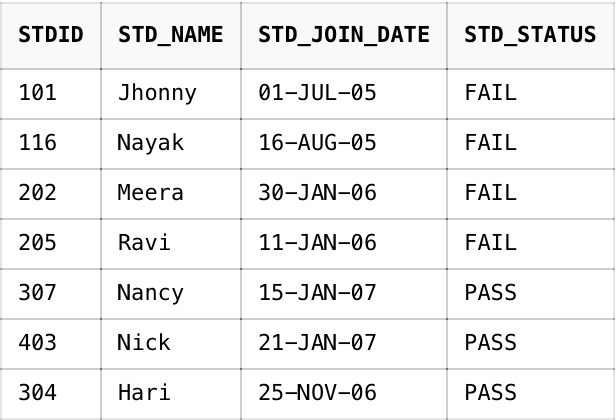 STDID STD_NAME STD_JOIN_DATE STD_STATUS
101 Jhonny 01-JUL-05 FAIL
116 Nayak 16-AUG-05 FAIL
202 Meera 30-JAN-06 FAIL
205 Ravi 11-JAN-06 FAIL
307 Nancy 15-JAN-07 PASS
403 Nick 21-JAN-07 PASS
304 Hari 25-NOV-06 PASS